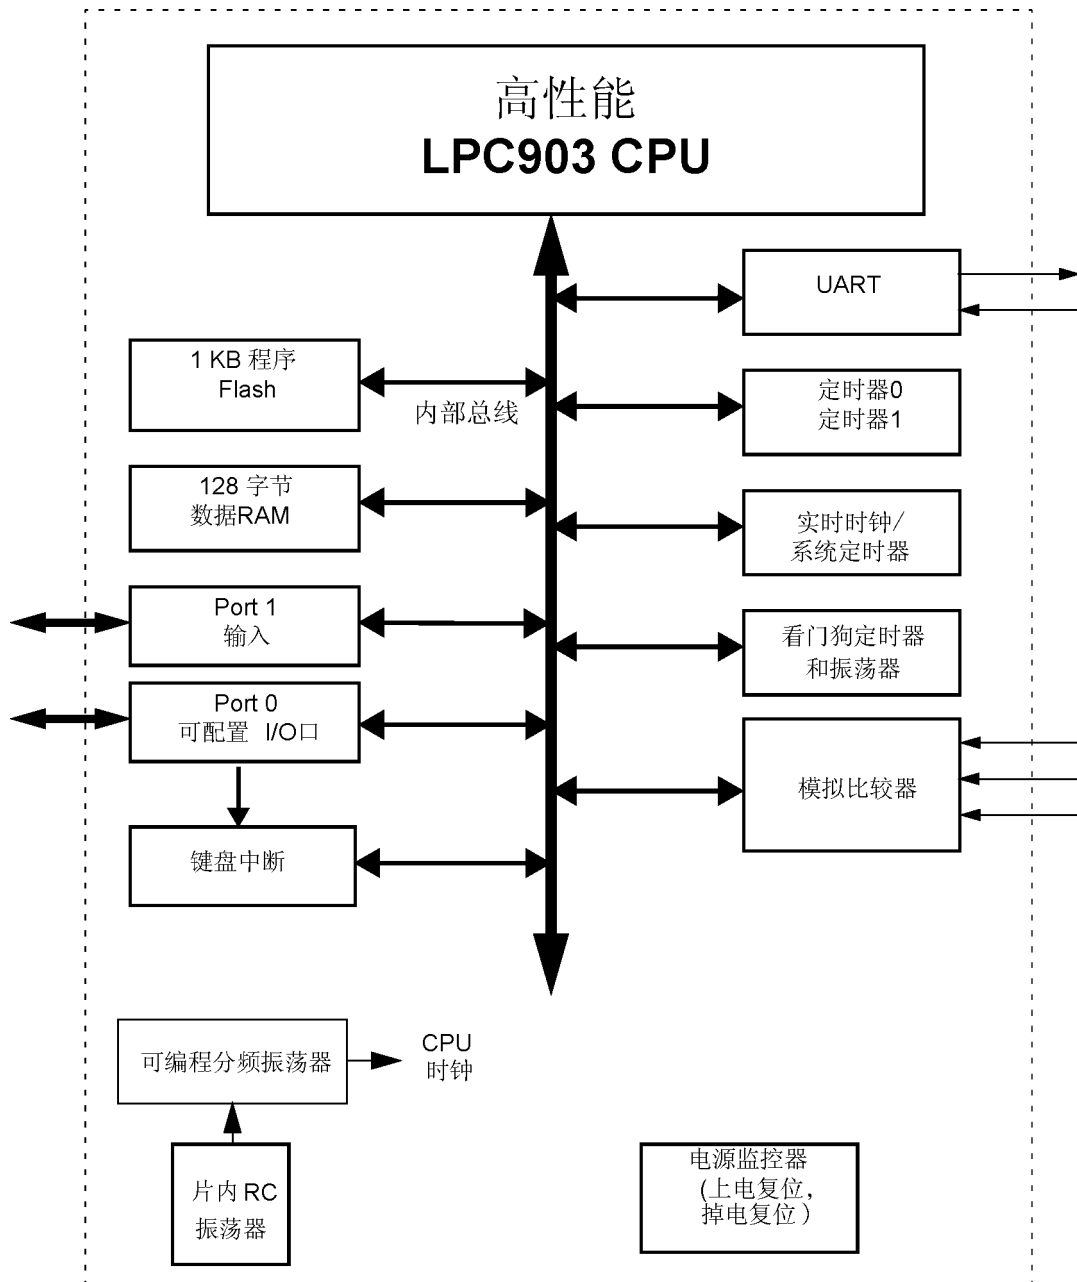 高性能
LPC903 CPU
UART
1 KB 程序
Flash
内部总线
定时器0
定时器1
128 字节
数据RAM
实时时钟/
系统定时器
Port 1
输入
看门狗定时器
和振荡器
Port 0
可配置 I/O口
模拟比较器
键盘中断
可编程分频振荡器
CPU
时钟
片内 RC
振荡器
电源监控器
(上电复位,
掉电复位)